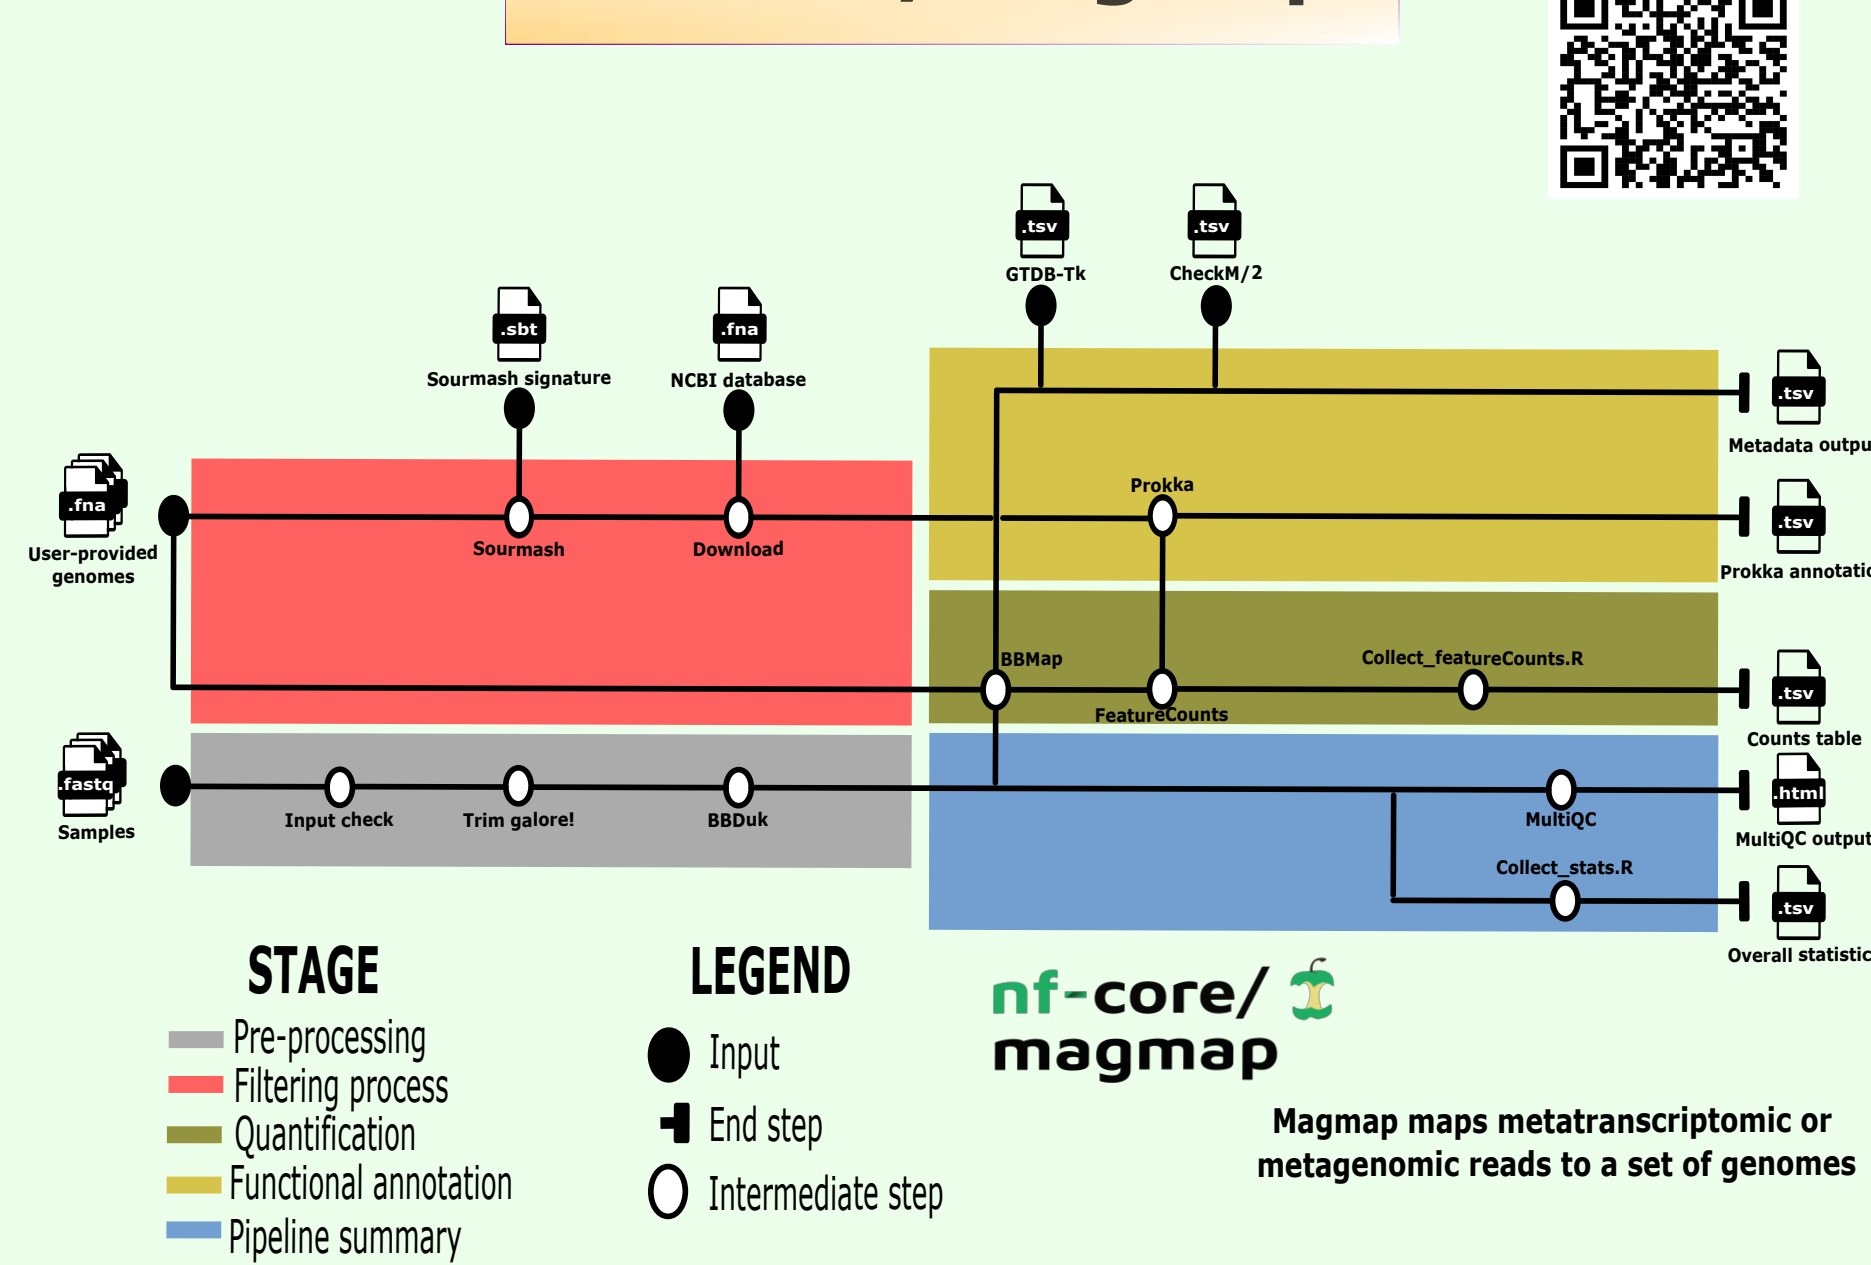 .tsv
.tsv
GTDB-Tk
CheckM/2
.sbt
.fna
Sourmash signature
NCBI database
.tsv
Metadata outpu
.fna
User-provided
genomes
Sourmash
Download
Prokka
.tsv
Prokka annotatio
BBMap
Collect_featureCounts.R
FeatureCounts
.tsv
Counts table
.fastq
Samples
Input check
Trim galore!
BBDuk
MultiQC
.html
MultiQC output
Collect_stats.R
.tsv
Overall statistic
STAGE
Pre-processing
Filtering process
Quantification
Functional annotation
Pipeline summary
LEGEND
Input
End step
Intermediate step
nf-core/
magmap
Magmap maps metatranscriptomic or
metagenomic reads to a set of genomes